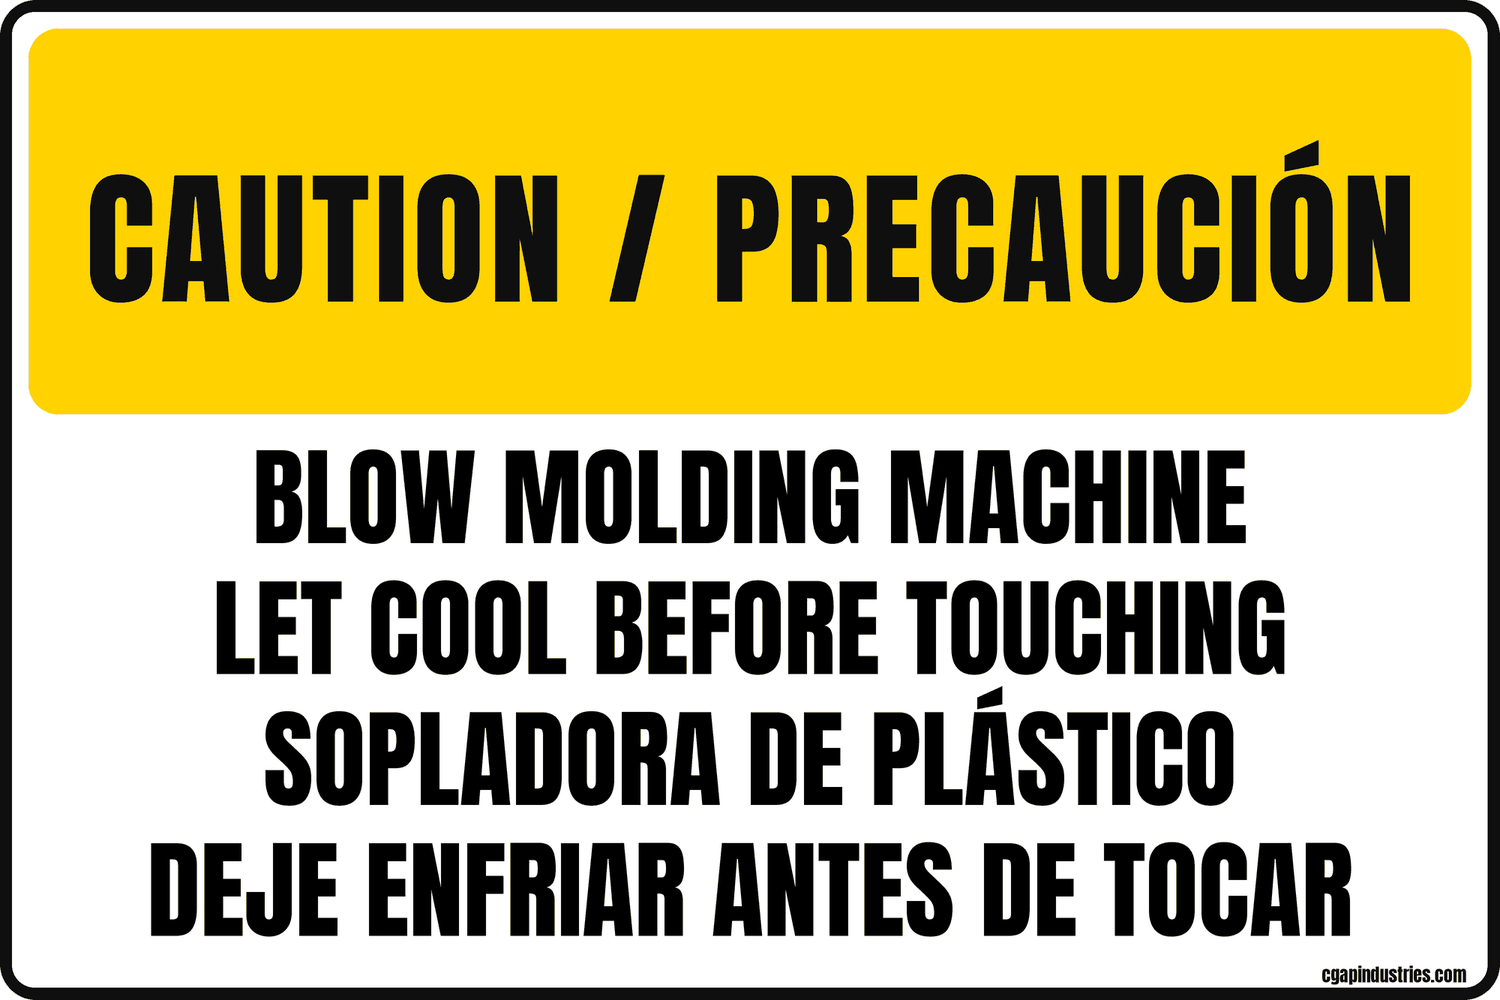 CAUTION / PRECAUCIÓN
BLOW MOLDING MACHINE
LET COOL BEFORE TOUCHING
SOPLADORA DE PLÁSTICO
DEJE ENFRIAR ANTES DE TOCAR
cgapindustries.com